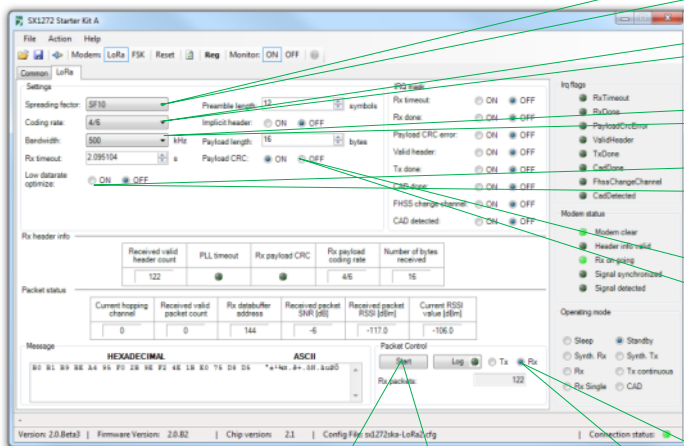 SX1272 Starter Kit A
File Action Help
Modem: LoRa FSK Reset Reg Monitor: ON OFF
Common LoRa
Settings
Spreading factor: SF10
Coding rate: 4/6
Bandwidth: 500 kHz
Rx timeout: 2.095104 s
Low datarate optimize: ON OFF
Preamble length: 12 symbols
Implicit header: ON OFF
Payload length: 16 bytes
Payload CRC: ON OFF
IRQ mask
Rx timeout: ON OFF
Rx done: ON OFF
Payload CRC error: ON OFF
Valid header: ON OFF
Tx done: ON OFF
CAD done: ON OFF
FHSS change channel: ON OFF
CAD detected: ON OFF
Irq flags
RxTimeout
RxDone
PayloadCrcError
ValidHeader
TxDone
CadDone
FhssChangeChannel
CadDetected
Modem status
Modem clear
Header info valid
Rx on going
Signal synchronized
Signal detected
Rx header info
Received valid header count PLL timeout Rx payload CRC Rx payload coding rate Number of bytes received
122 4/6 16
Packet status
Current hopping channel Received valid packet count Rx databuffer address Received packet SNR [dB] Received packet RSSI [dBm] Current RSSI value [dBm]
0 0 144 -6 -117.0 -106.0
Operating mode
Sleep Standby
Synth. Rx Synth. Tx
Rx Tx continuous
Rx Single CAD
Message
HEXADECIMAL ASCII
Packet Control
Start Log Tx Rx
Rx packets: 122
-
Version: 2.0.Beta3 | Firmware Version: 2.0.B2 | Chip version: 2.1 | Config File: sx1272ska-LoRa2.cfg | Connection status: